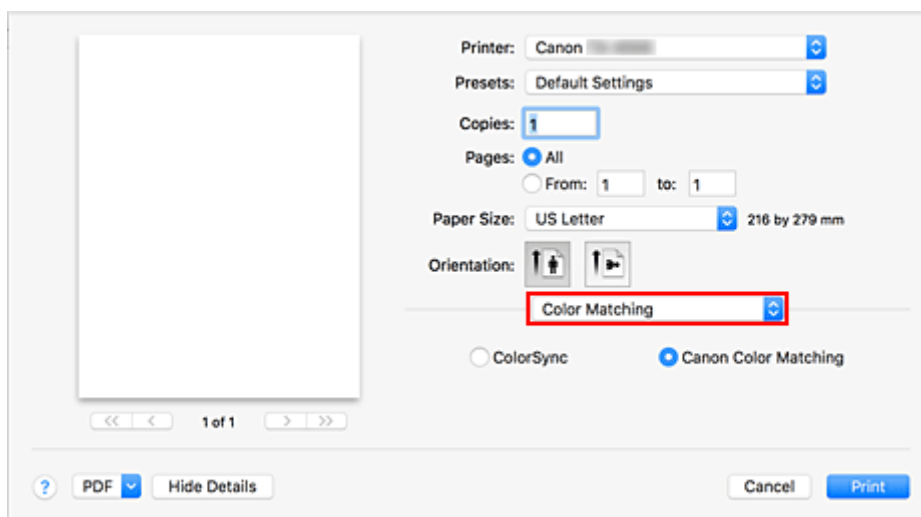 Printer: Canon
Presets: Default Settings
Copies: 1
Pages: All
From: 1 to: 1
Paper Size: US Letter 216 by 279 mm
Orientation:
Color Matching
ColorSync Canon Color Matching
<< < 1 of 1 > >>
? PDF Hide Details Cancel Print